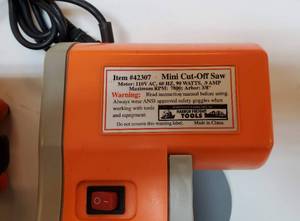 Item #42307 Mini Cut-Off Saw
Motor: 110V AC, 60 HZ, 90 WATTS, .9 AMP
Maximum RPM: 7800; Arbor: 3/8"
Warning: Read instruction manual before using.
Always wear ANSI approved safety goggles when
working with tools
and equipment.
HARBOR FREIGHT
TOOLS
Do not remove this warning label.
Made in China